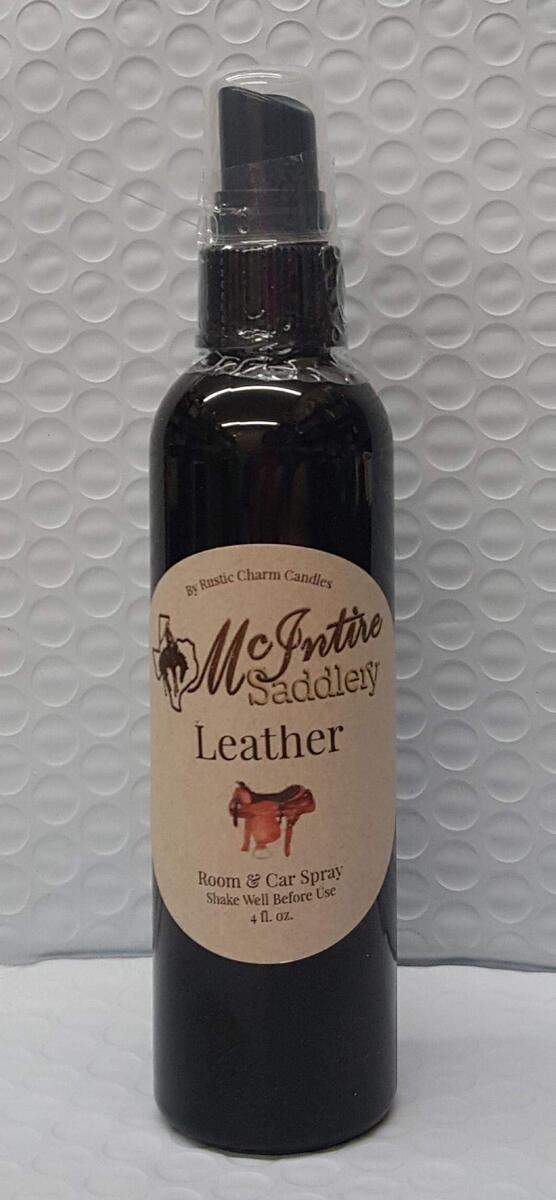 By Rustic Charm Candles
McIntire
Saddlery
Leather
Room & Car Spray
Shake Well Before Use
4 fl. oz.